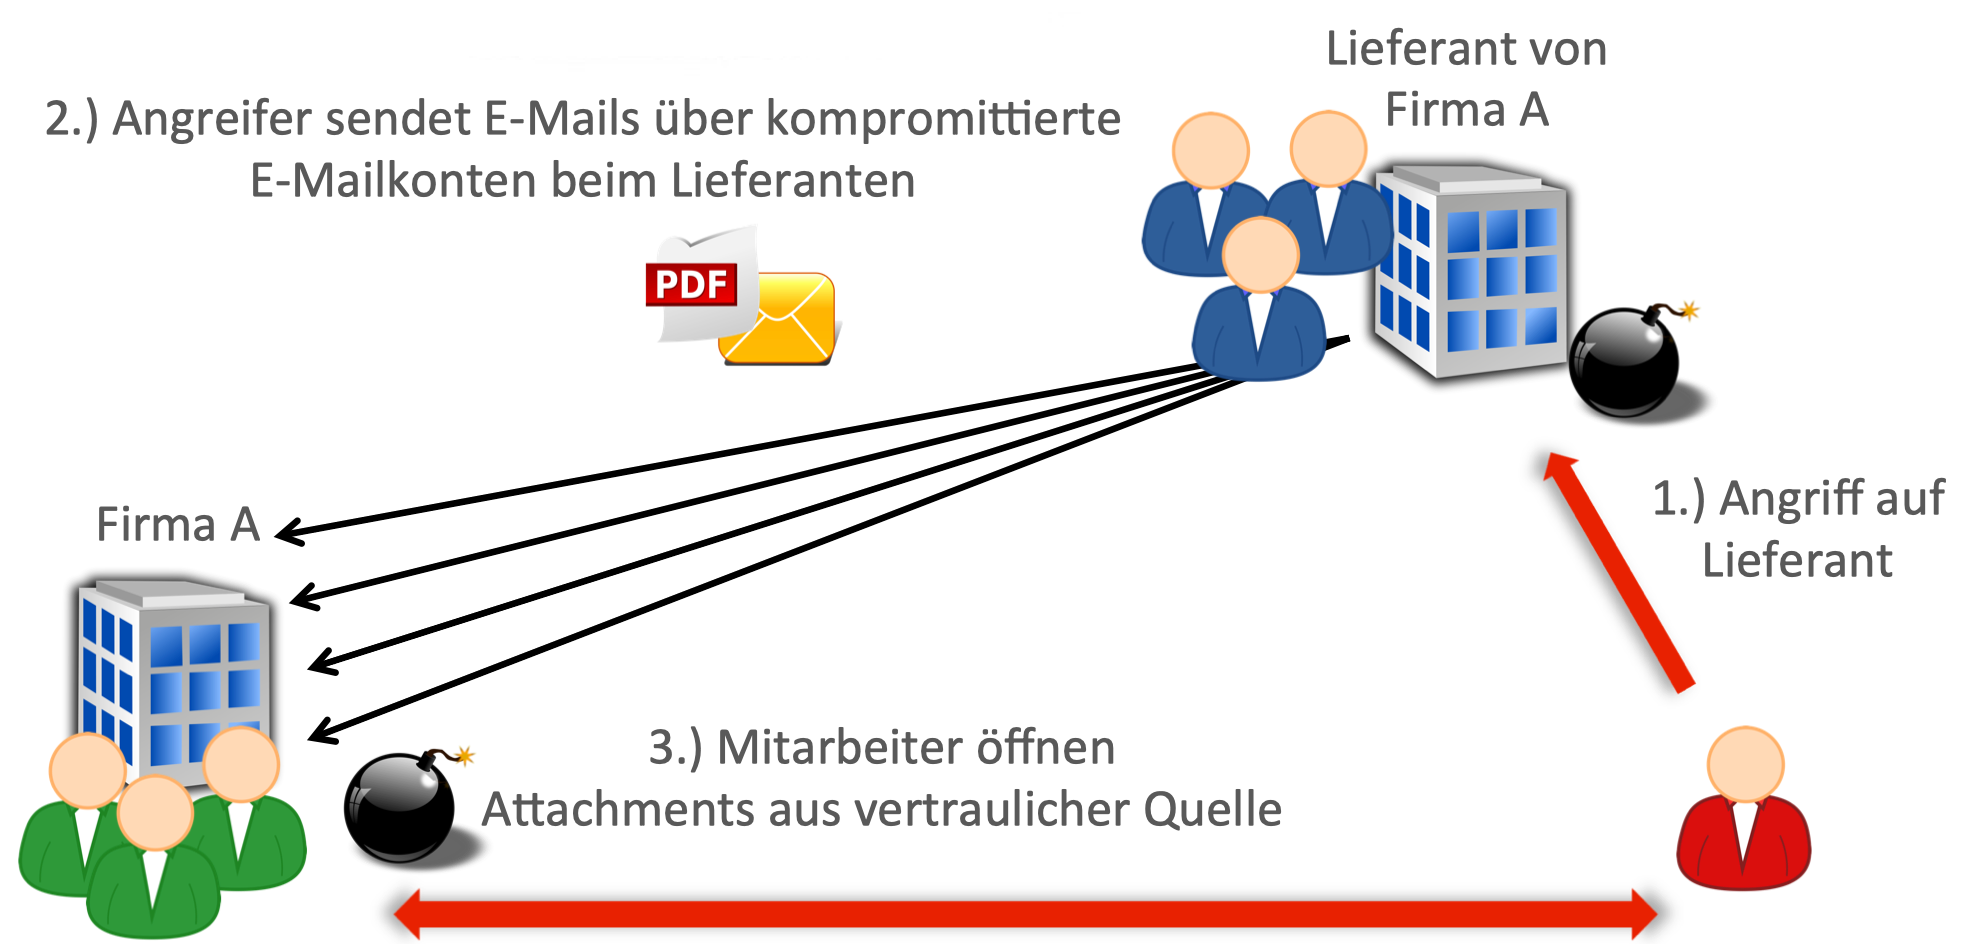 Lieferant von
Firma A
2.) Angreifer sendet E-Mails über kompromittierte
E-Mailkonten beim Lieferanten
PDF
1.) Angriff auf
Lieferant
Firma A
3.) Mitarbeiter öffnen
Attachments aus vertraulicher Quelle